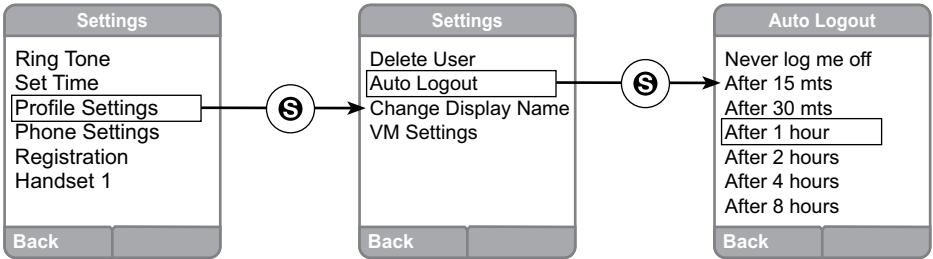 Settings
Ring Tone
Set Time
Profile Settings
Phone Settings
Registration
Handset 1
Back
S
Settings
Delete User
Auto Logout
Change Display Name
VM Settings
Back
S
Auto Logout
Never log me off
After 15 mts
After 30 mts
After 1 hour
After 2 hours
After 4 hours
After 8 hours
Back